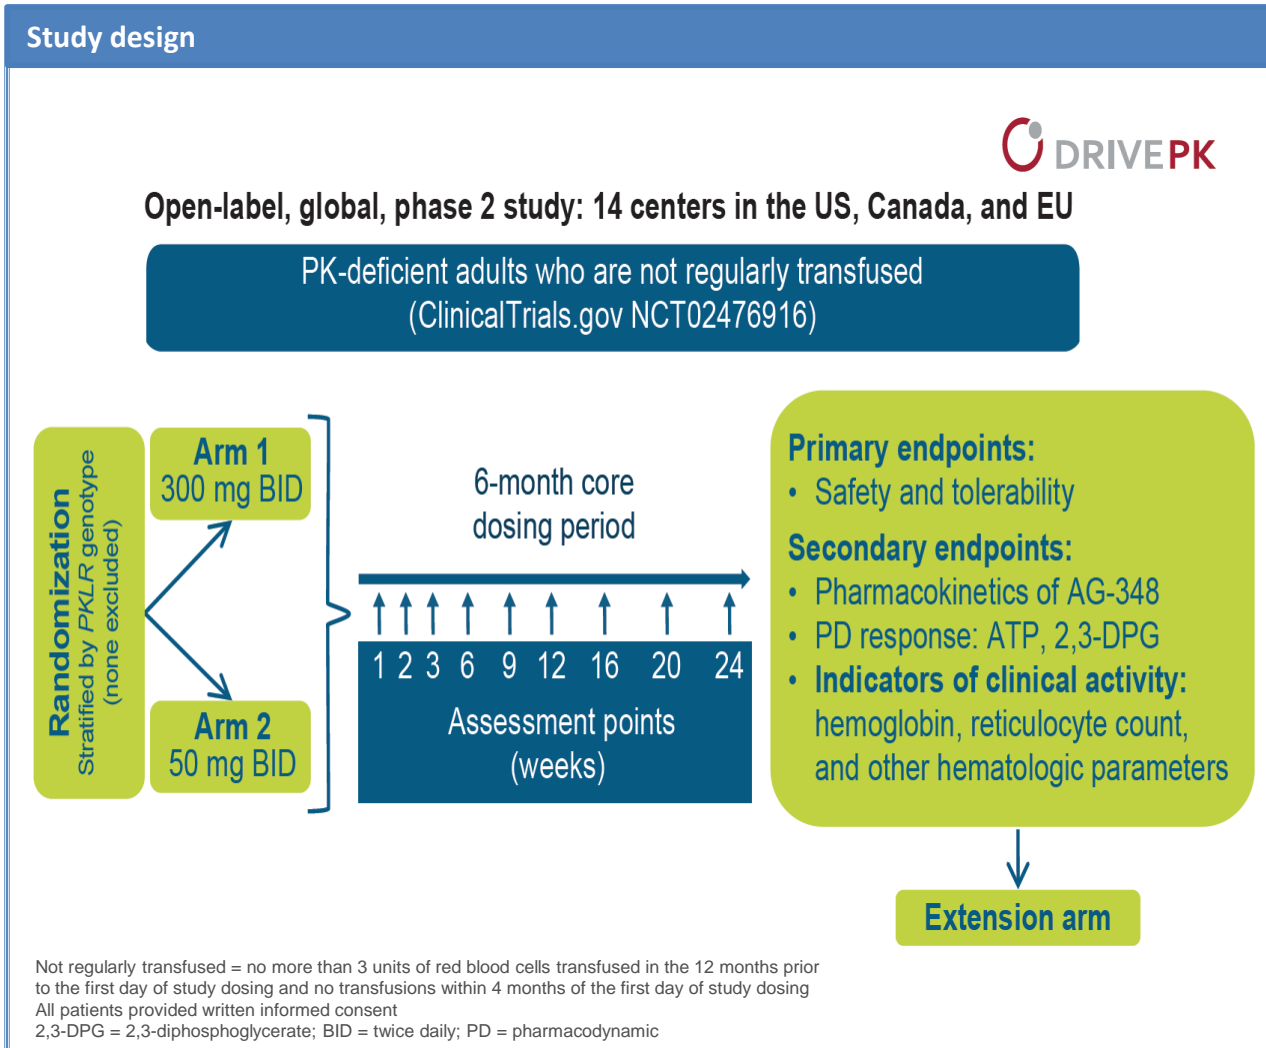 Study design
DRIVEPK
Open-label, global, phase 2 study: 14 centers in the US, Canada, and EU
PK-deficient adults who are not regularly transfused
(ClinicalTrials.gov NCT02476916)
Randomization
Stratified by PKLR genotype
(none excluded)
Arm 1
300 mg BID
Arm 2
50 mg BID
6-month core
dosing period
1 2 3 6 9 12 16 20 24
Assessment points
(weeks)
Primary endpoints:
• Safety and tolerability
Secondary endpoints:
• Pharmacokinetics of AG-348
• PD response: ATP, 2,3-DPG
• Indicators of clinical activity:
hemoglobin, reticulocyte count,
and other hematologic parameters
Extension arm
Not regularly transfused = no more than 3 units of red blood cells transfused in the 12 months prior
to the first day of study dosing and no transfusions within 4 months of the first day of study dosing
All patients provided written informed consent
2,3-DPG = 2,3-diphosphoglycerate; BID = twice daily; PD = pharmacodynamic